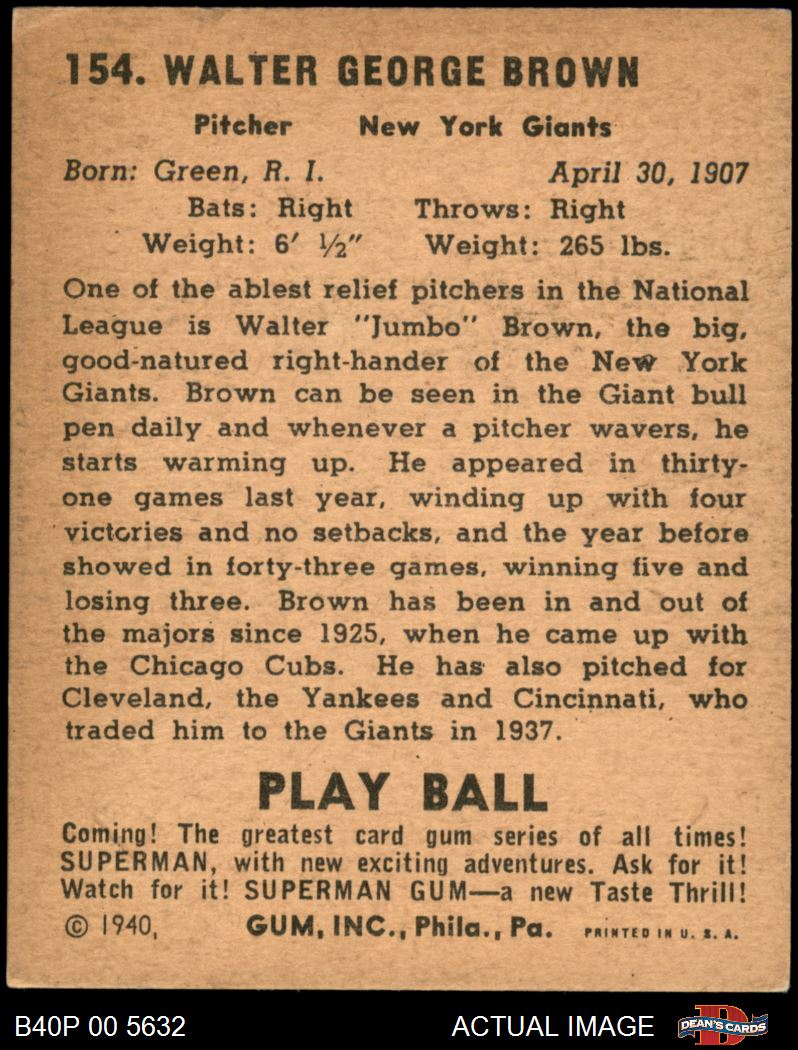 154. WALTER GEORGE BROWN
Pitcher New York Giants
Born: Green, R. I. April 30, 1907
Bats: Right Throws: Right
Weight: 6' ½" Weight: 265 lbs.
One of the ablest relief pitchers in the National
League is Walter "Jumbo" Brown, the big,
good-natured right-hander of the New York
Giants. Brown can be seen in the Giant bull
pen daily and whenever a pitcher wavers, he
starts warming up. He appeared in thirty-
one games last year, winding up with four
victories and no setbacks, and the year before
showed in forty-three games, winning five and
losing three. Brown has been in and out of
the majors since 1925, when he came up with
the Chicago Cubs. He has also pitched for
Cleveland, the Yankees and Cincinnati, who
traded him to the Giants in 1937.
PLAY BALL
Coming! The greatest card gum series of all times!
SUPERMAN, with new exciting adventures. Ask for it!
Watch for it! SUPERMAN GUM—a new Taste Thrill!
© 1940, GUM, INC., Phila., Pa. PRINTED IN U. S. A.
B40P 00 5632 ACTUAL IMAGE D DEAN'S CARDS